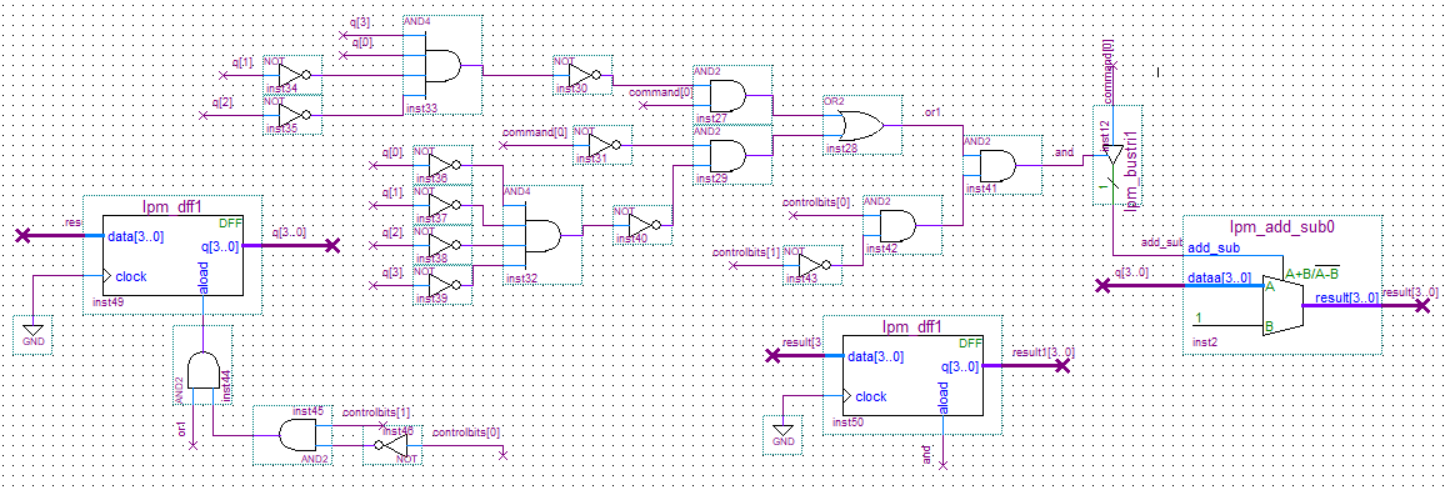 q[3].
AND4
q[0].
q[1].
NOT
inst34
q[2].
NOT
inst35
inst33
NOT
inst30
AND2
command[0]
inst27
command[0]
NOT
inst31
AND2
inst29
OR2
inst28
or1.
AND2
inst41
.and
command[0]
inst12
lpm_bustri1
1
q[0].
NOT
inst36
q[1].
NOT
inst37
q[2].
NOT
inst38
q[3].
NOT
inst39
AND4
inst32
NOT
inst40
controlbits[0].
AND2
inst42
controlbits[1]
NOT
inst43
lpm_dff1
DFF
res
data[3..0]
q[3..0]
q[3..0]
clock
aload
inst49
GND
AND2
inst44
or1
inst45
AND2
controlbits[1]
inst46
NOT
controlbits[0].
lpm_dff1
DFF
result[3
data[3..0]
q[3..0]
result1[3..0]
clock
aload
inst50
GND
and
lpm_add_sub0
add_sub
add_sub
A+B/A-B
q[3..0]
dataa[3..0]
A
result[3..0]
result[3..0]
1
B
inst2